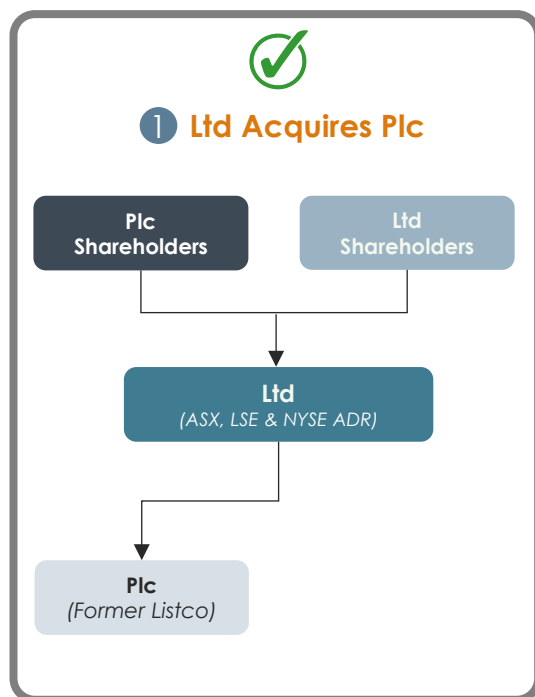 1 Ltd Acquires Plc
Plc
Shareholders
Ltd
Shareholders
Ltd
(ASX, LSE & NYSE ADR)
Plc
(Former Listco)